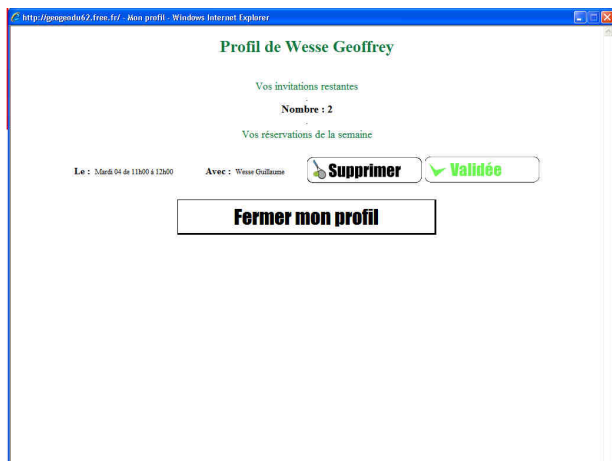 http://geogeodu62.free.fr/ - Mon profil - Windows Internet Explorer
Profil de Wesse Geoffrey
Vos invitations restantes
Nombre : 2
Vos réservations de la semaine
Le : Mardi 04 de 11h00 à 12h00 Avec : Wesse Guillaume Supprimer Validée
Fermer mon profil